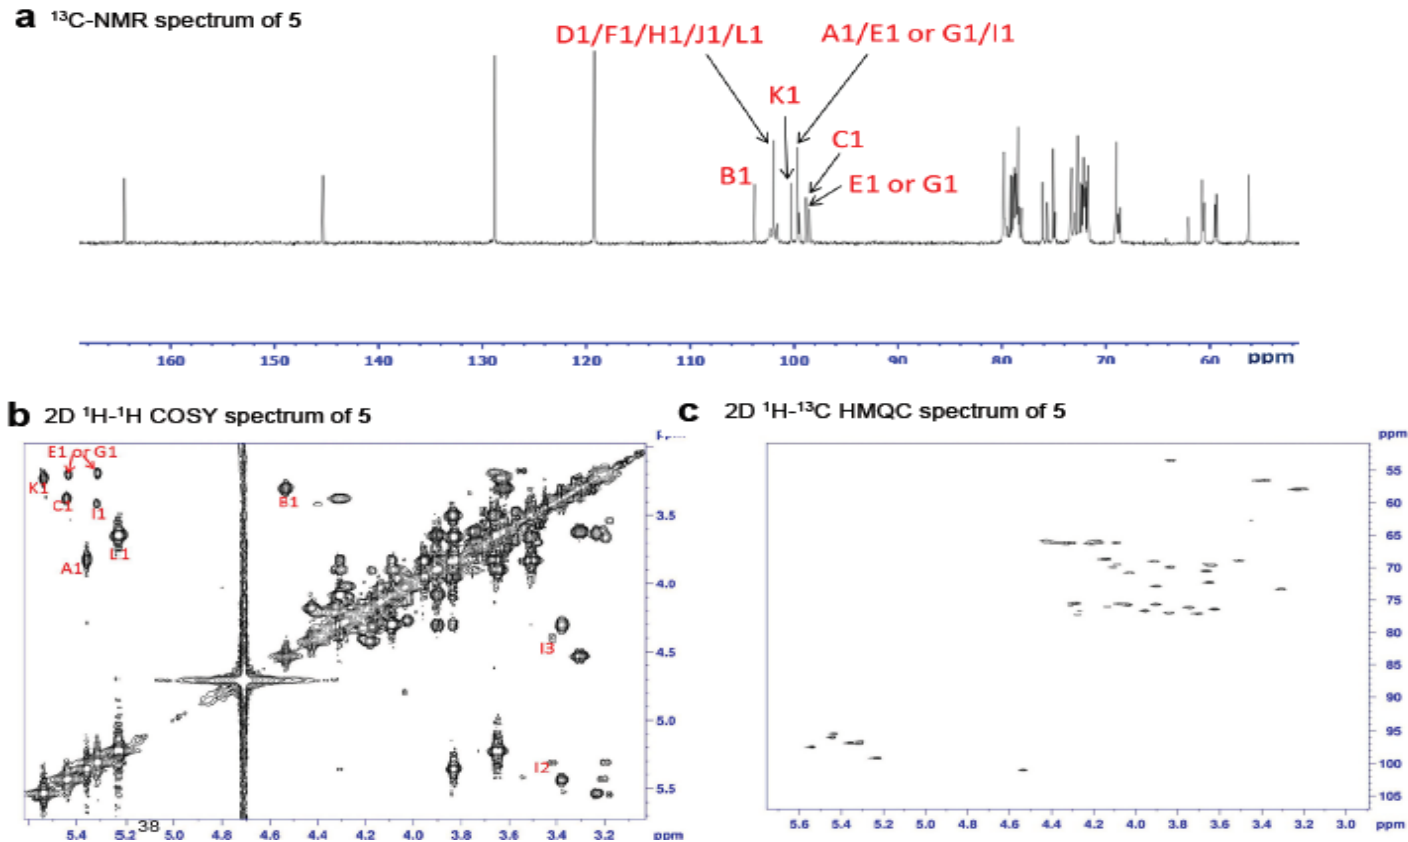 a ¹³C-NMR spectrum of 5
D1/F1/H1/J1/L1
A1/E1 or G1/I1
K1
C1
B1
E1 or G1
160 150 140 130 120 110 100 90 80 70 60 ppm
b 2D ¹H-¹H COSY spectrum of 5
E1 or G1
K1
C1
I1
B1
L1
A1
I3
I2
3.5
4.0
4.5
5.0
5.5
38
5.4 5.2 5.0 4.8 4.6 4.4 4.2 4.0 3.8 3.6 3.4 3.2 ppm
c 2D ¹H-¹³C HMQC spectrum of 5
ppm
55
60
65
70
75
80
85
90
95
100
105
5.6 5.4 5.2 5.0 4.8 4.6 4.4 4.2 4.0 3.8 3.6 3.4 3.2 3.0 ppm